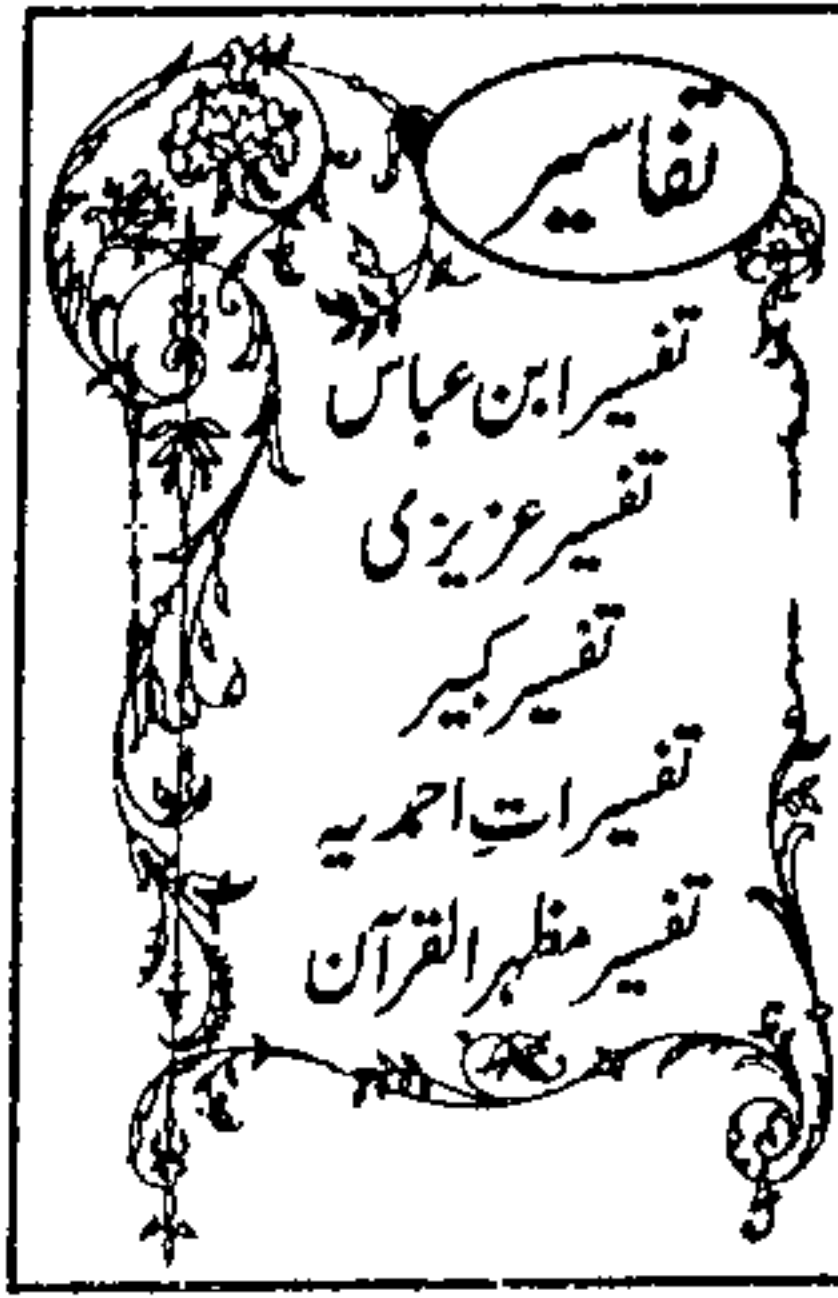 تفاسیر
تفسیر ابن عباس
تفسیر عزیزی
تفسیر کبیر
تفسیراتِ احمدیہ
تفسیر مظہر القرآن